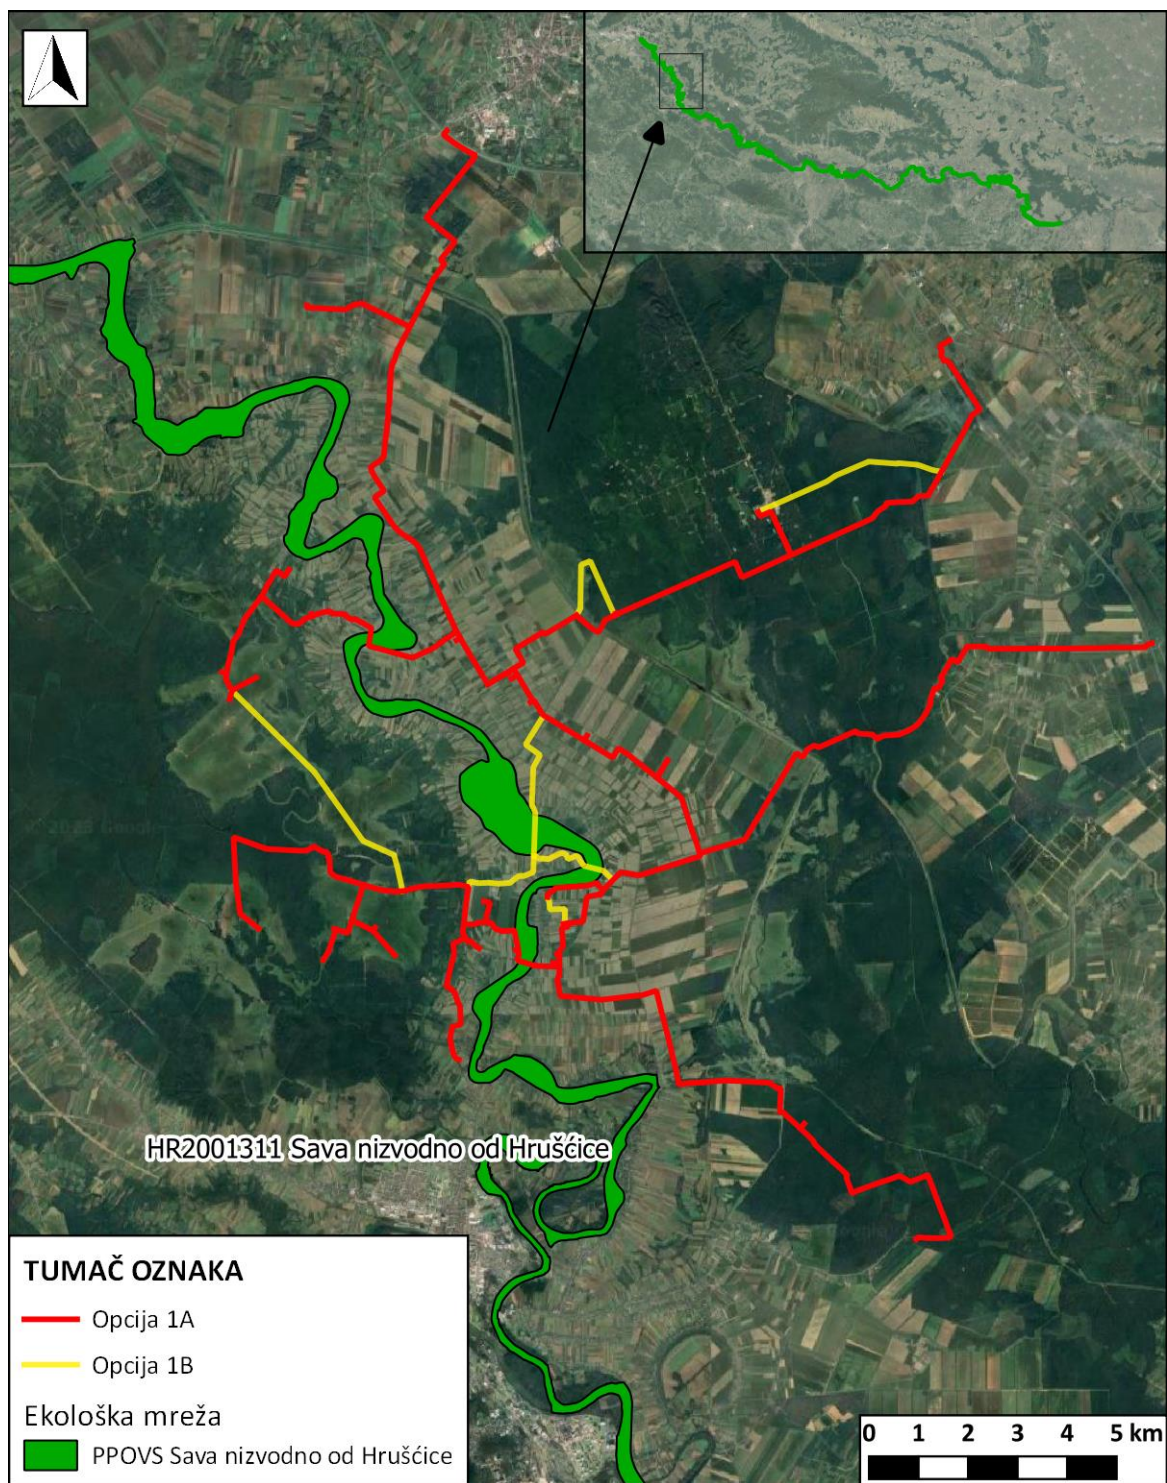 HR2001311 Sava nizvodno od Hrušćice
TUMAČ OZNAKA
Opcija 1A
Opcija 1B
Ekološka mreža
PPOVS Sava nizvodno od Hrušćice
0 1 2 3 4 5 km